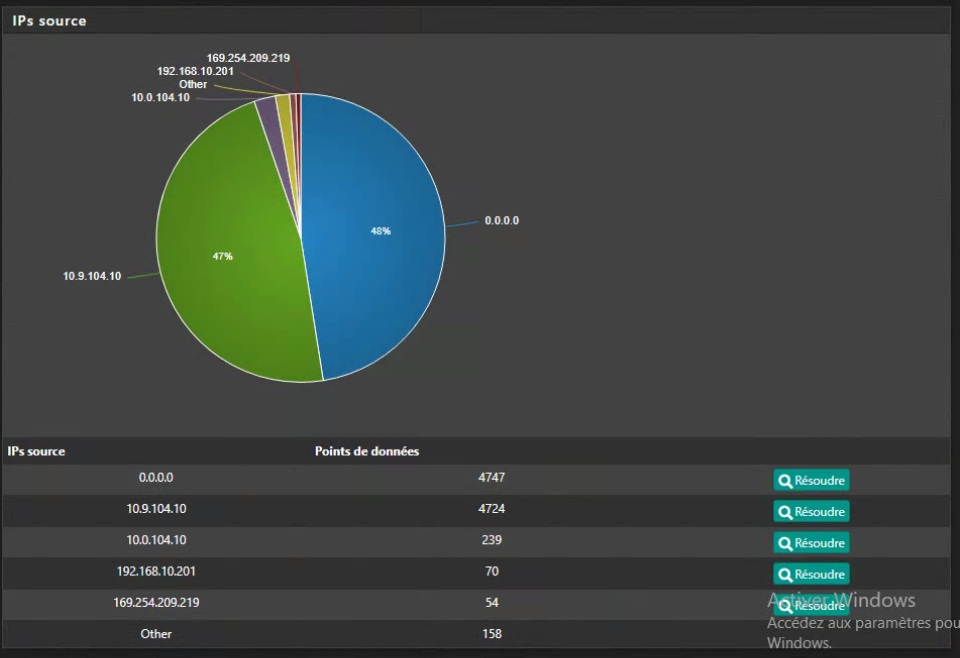 IPs source
169.254.209.219
192.168.10.201
Other
10.0.104.10
0.0.0.0
48%
47%
10.9.104.10
IPs source Points de données
0.0.0.0 4747 Résoudre
10.9.104.10 4724 Résoudre
10.0.104.10 239 Résoudre
192.168.10.201 70 Résoudre
169.254.209.219 54 Résoudre
Activer Windows
Other 158
Accédez aux paramètres pou
Windows.